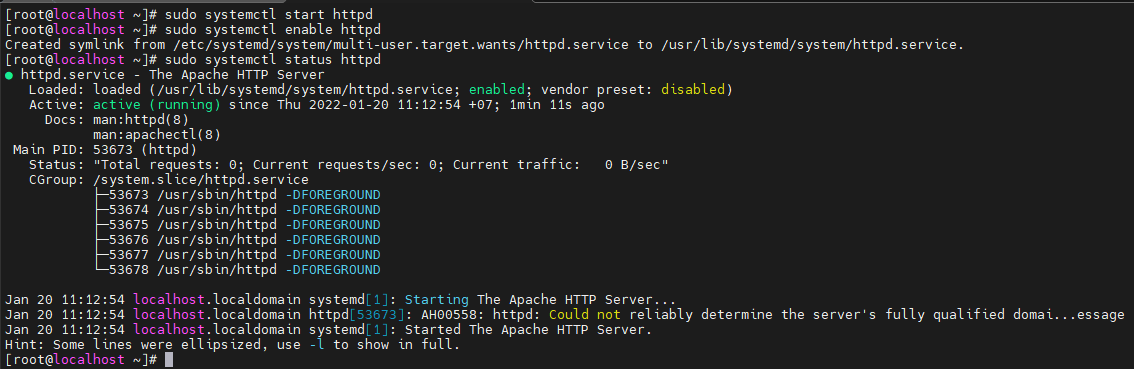 [root@localhost ~]# sudo systemctl start httpd
[root@localhost ~]# sudo systemctl enable httpd
Created symlink from /etc/systemd/system/multi-user.target.wants/httpd.service to /usr/lib/systemd/system/httpd.service.
[root@localhost ~]# sudo systemctl status httpd
● httpd.service - The Apache HTTP Server
   Loaded: loaded (/usr/lib/systemd/system/httpd.service; enabled; vendor preset: disabled)
   Active: active (running) since Thu 2022-01-20 11:12:54 +07; 1min 11s ago
     Docs: man:httpd(8)
           man:apachectl(8)
 Main PID: 53673 (httpd)
   Status: "Total requests: 0; Current requests/sec: 0; Current traffic:   0 B/sec"
   CGroup: /system.slice/httpd.service
           ├─53673 /usr/sbin/httpd -DFOREGROUND
           ├─53674 /usr/sbin/httpd -DFOREGROUND
           ├─53675 /usr/sbin/httpd -DFOREGROUND
           ├─53676 /usr/sbin/httpd -DFOREGROUND
           ├─53677 /usr/sbin/httpd -DFOREGROUND
           └─53678 /usr/sbin/httpd -DFOREGROUND

Jan 20 11:12:54 localhost.localdomain systemd[1]: Starting The Apache HTTP Server...
Jan 20 11:12:54 localhost.localdomain httpd[53673]: AH00558: httpd: Could not reliably determine the server's fully qualified domai...essage
Jan 20 11:12:54 localhost.localdomain systemd[1]: Started The Apache HTTP Server.
Hint: Some lines were ellipsized, use -l to show in full.
[root@localhost ~]#